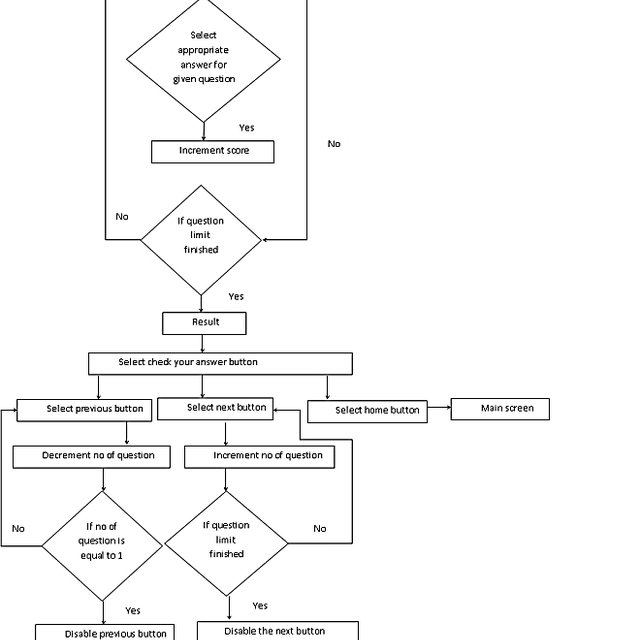 Select
appropriate
answer for
given question
Yes
No
Increment score
No
If question
limit
finished
Yes
Result
Select check your answer button
Select previous button
Select next button
Select home button
Main screen
Decrement no of question
Increment no of question
If no of
question is
equal to 1
No
If question
limit
finished
No
Yes
Yes
Disable previous button
Disable the next button